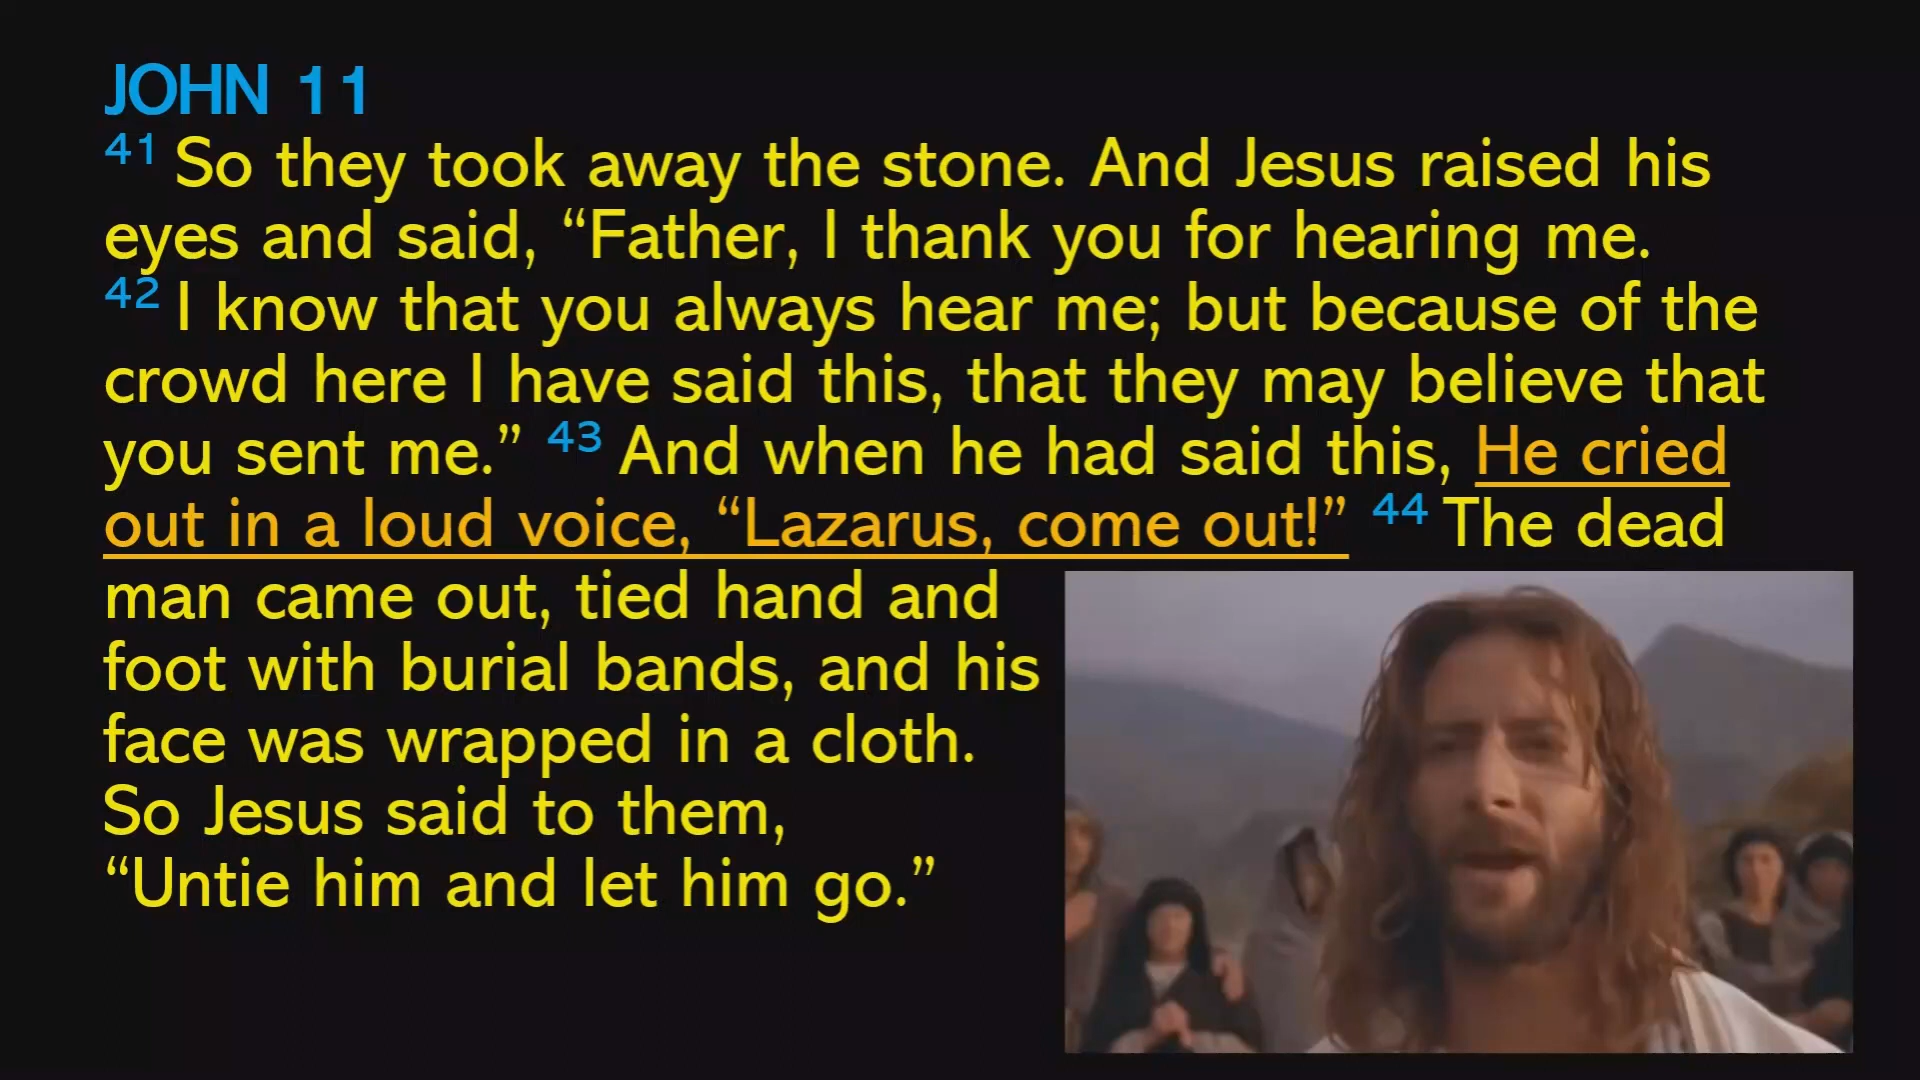 JOHN 11
41 So they took away the stone. And Jesus raised his
eyes and said, “Father, I thank you for hearing me.
42 I know that you always hear me; but because of the
crowd here I have said this, that they may believe that
you sent me.” 43 And when he had said this, He cried
out in a loud voice, “Lazarus, come out!” 44 The dead
man came out, tied hand and
foot with burial bands, and his
face was wrapped in a cloth.
So Jesus said to them,
“Untie him and let him go.”